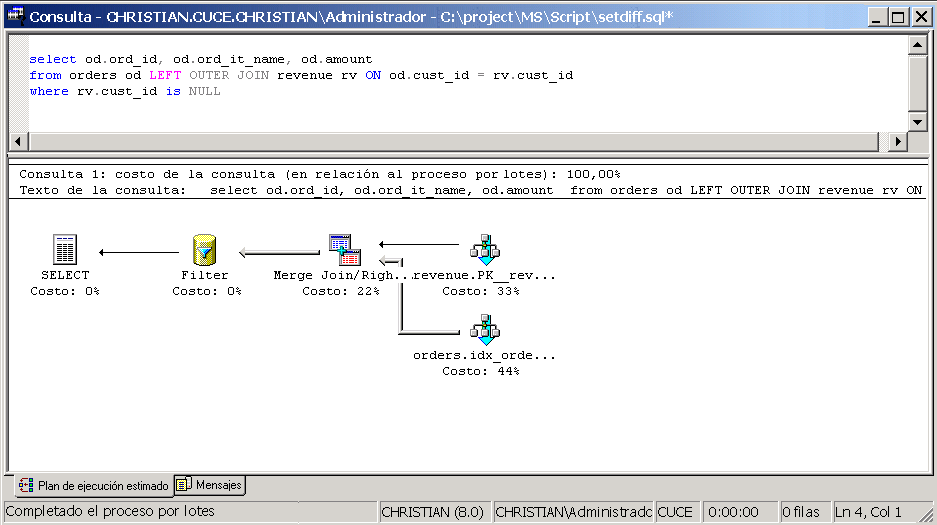 Consulta - CHRISTIAN.CUCE.CHRISTIAN\Administrador - C:\project\MS\Script\setdiff.sql*
select od.ord_id, od.ord_it_name, od.amount
from orders od LEFT OUTER JOIN revenue rv ON od.cust_id = rv.cust_id
where rv.cust_id is NULL
Consulta 1: costo de la consulta (en relación al proceso por lotes): 100,00%
Texto de la consulta: select od.ord_id, od.ord_it_name, od.amount from orders od LEFT OUTER JOIN revenue rv ON
SELECT
Costo: 0%
Filter
Costo: 0%
Merge Join/Righ...
Costo: 22%
revenue.PK__rev...
Costo: 33%
orders.idx_orde...
Costo: 44%
Plan de ejecución estimado
Mensajes
Completado el proceso por lotes
CHRISTIAN (8.0)
CHRISTIAN\Administradc
CUCE
0:00:00
0 filas
Ln 4, Col 1